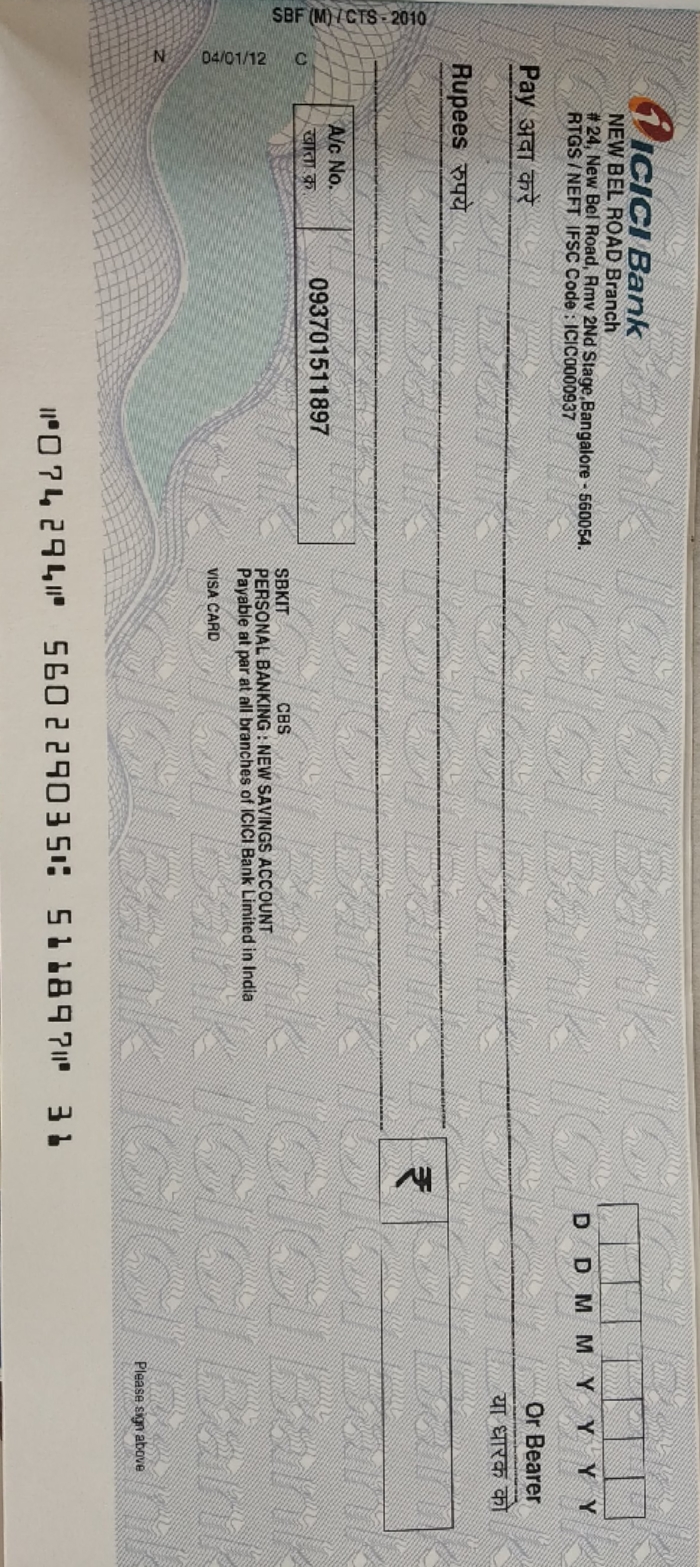 ICICI Bank
NEW BEL ROAD Branch
# 24, New Bel Road, Rmv 2Nd Stage,Bangalore - 560054.
RTGS / NEFT IFSC Code : ICIC0000937
D D M M Y Y Y Y
Pay अदा करे
Or Bearer
या धारक को
Rupees रुपये
₹
A/c No.
खाता क्र.
093701511897
SBKIT CBS
PERSONAL BANKING : NEW SAVINGS ACCOUNT
Payable at par at all branches of ICICI Bank Limited in India
VISA CARD
Please sign above
SBF (M) / CTS - 2010
N 04/01/12 C
⑈074294⑈ 560229035⑆ 511897⑈ 31